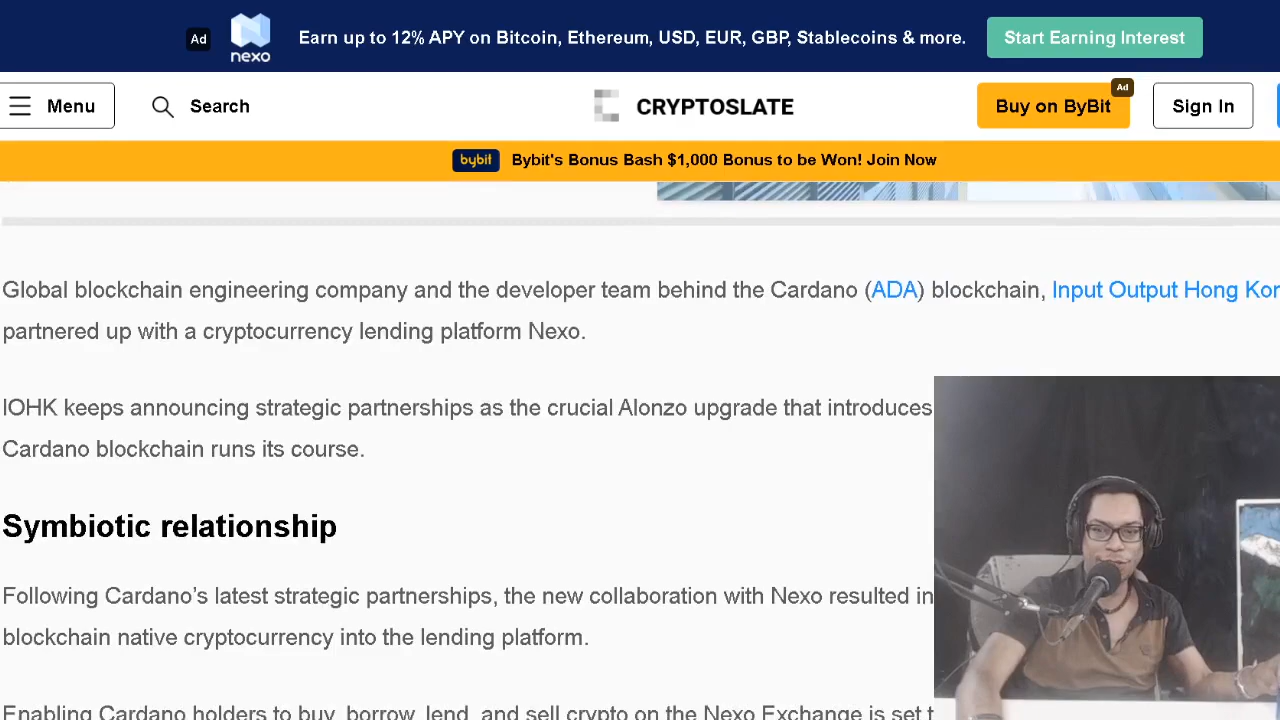 Ad
nexo
Earn up to 12% APY on Bitcoin, Ethereum, USD, EUR, GBP, Stablecoins & more.
Start Earning Interest
Menu
Search
CRYPTOSLATE
Buy on ByBit
Ad
Sign In
bybit
Bybit's Bonus Bash $1,000 Bonus to be Won! Join Now
Global blockchain engineering company and the developer team behind the Cardano (ADA) blockchain, Input Output Hong
partnered up with a cryptocurrency lending platform Nexo.
IOHK keeps announcing strategic partnerships as the crucial Alonzo upgrade that introduces
Cardano blockchain runs its course.
Symbiotic relationship
Following Cardano’s latest strategic partnerships, the new collaboration with Nexo resulted in
blockchain native cryptocurrency into the lending platform.
Enabling Cardano holders to buy, borrow, lend, and sell crypto on the Nexo Exchange is set